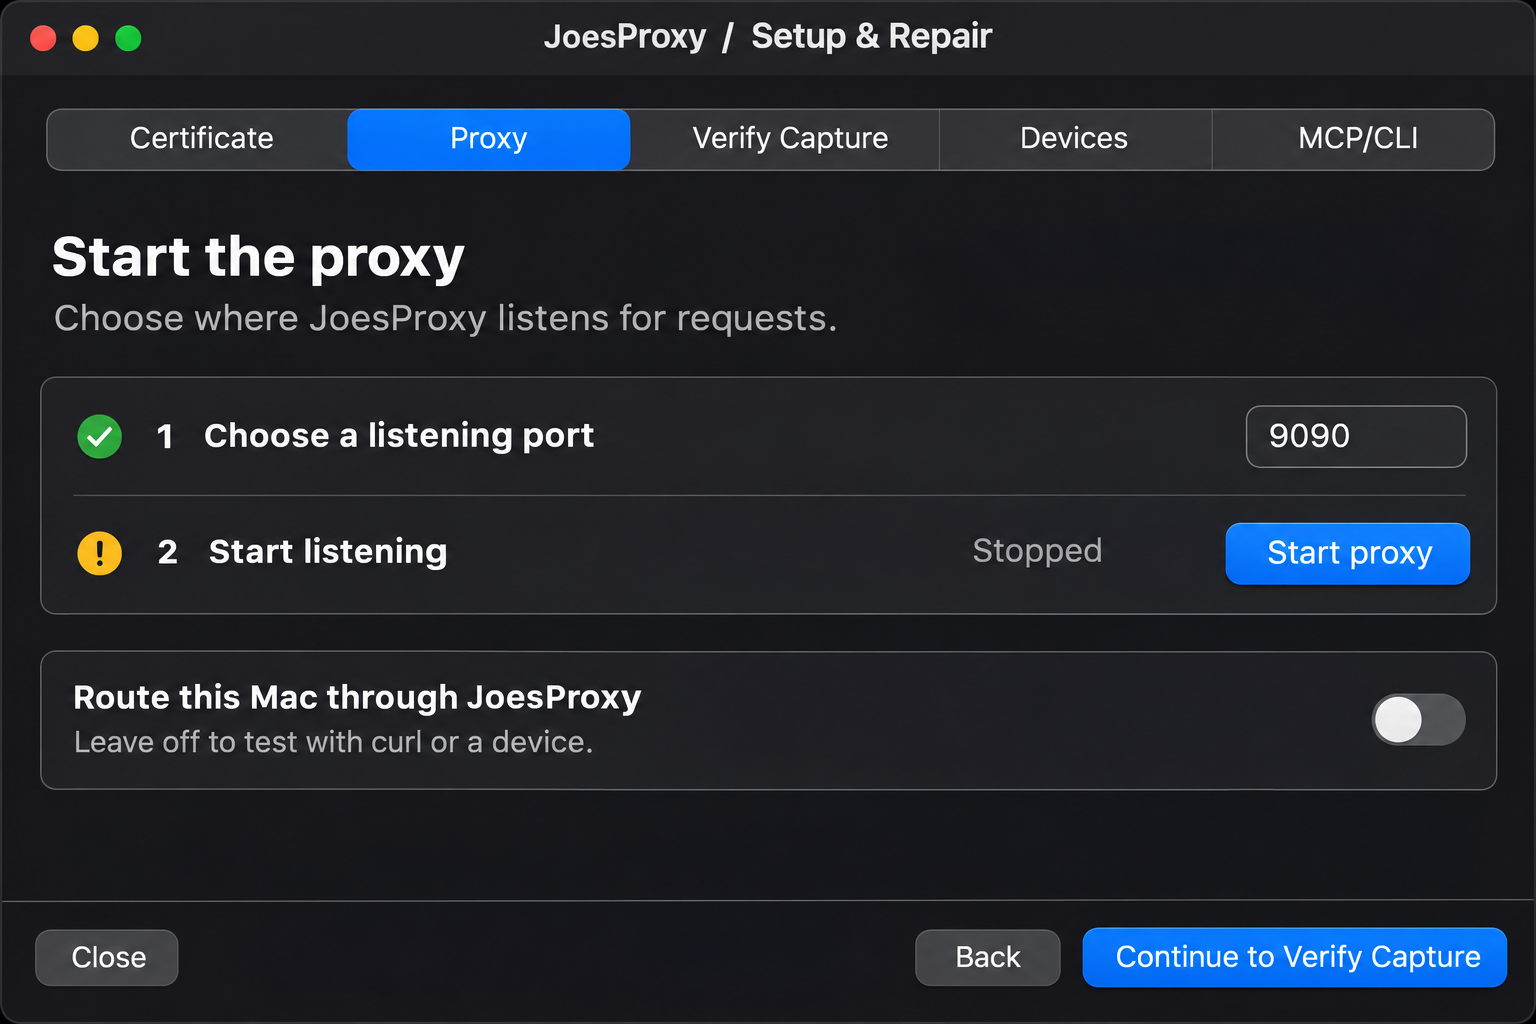 JoesProxy / Setup & Repair
Certificate
Proxy
Verify Capture
Devices
MCP/CLI
Start the proxy
Choose where JoesProxy listens for requests.
1 Choose a listening port
9090
2 Start listening
Stopped
Start proxy
Route this Mac through JoesProxy
Leave off to test with curl or a device.
Close
Back
Continue to Verify Capture